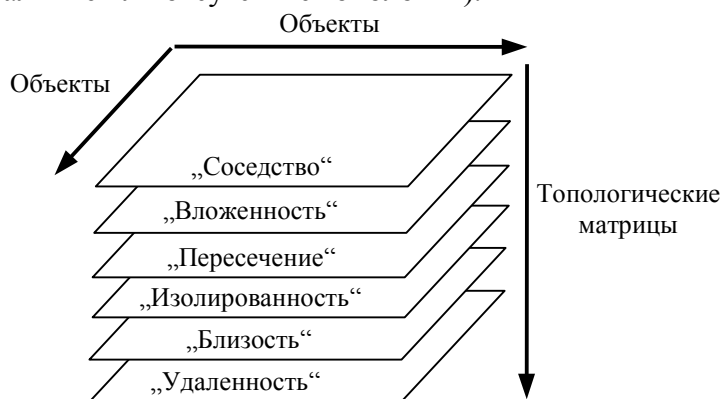 Объекты
Объекты
„Соседство“
„Вложенность“
Топологические
матрицы
„Пересечение“
„Изолированность“
„Близость“
„Удаленность“